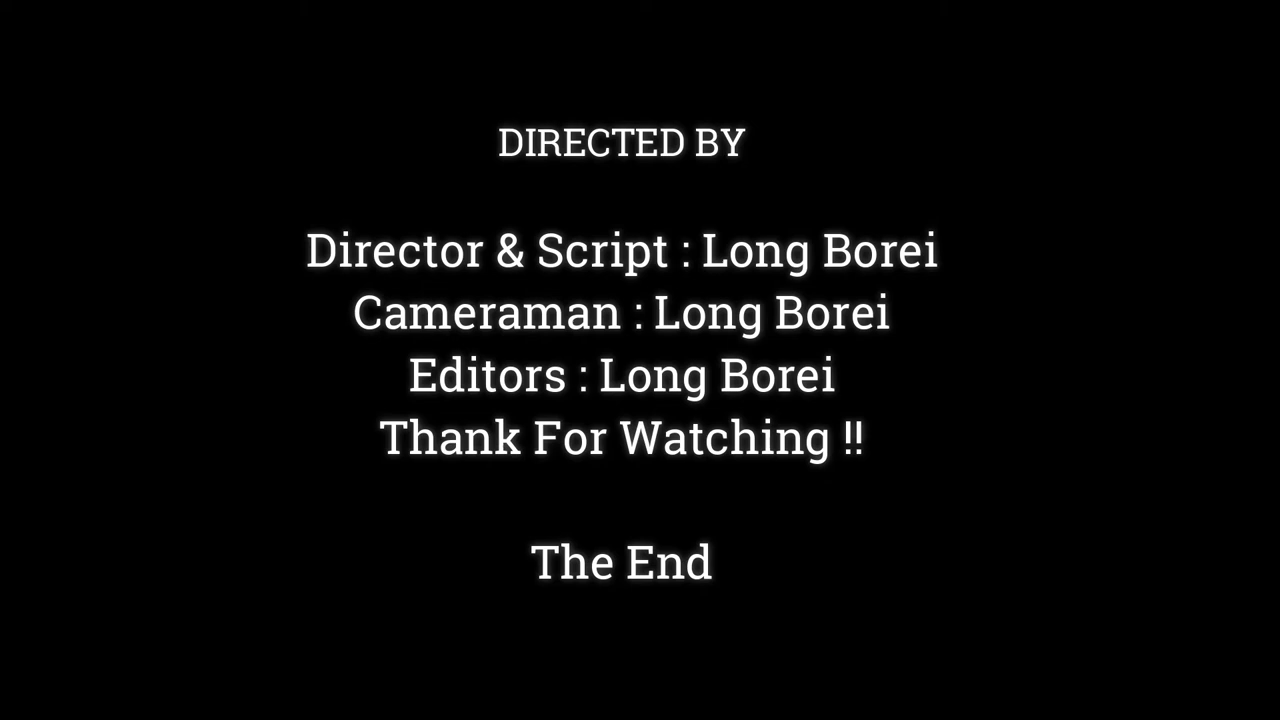 DIRECTED BY
Director & Script : Long Borei
Cameraman : Long Borei
Editors : Long Borei
Thank For Watching !!
The End